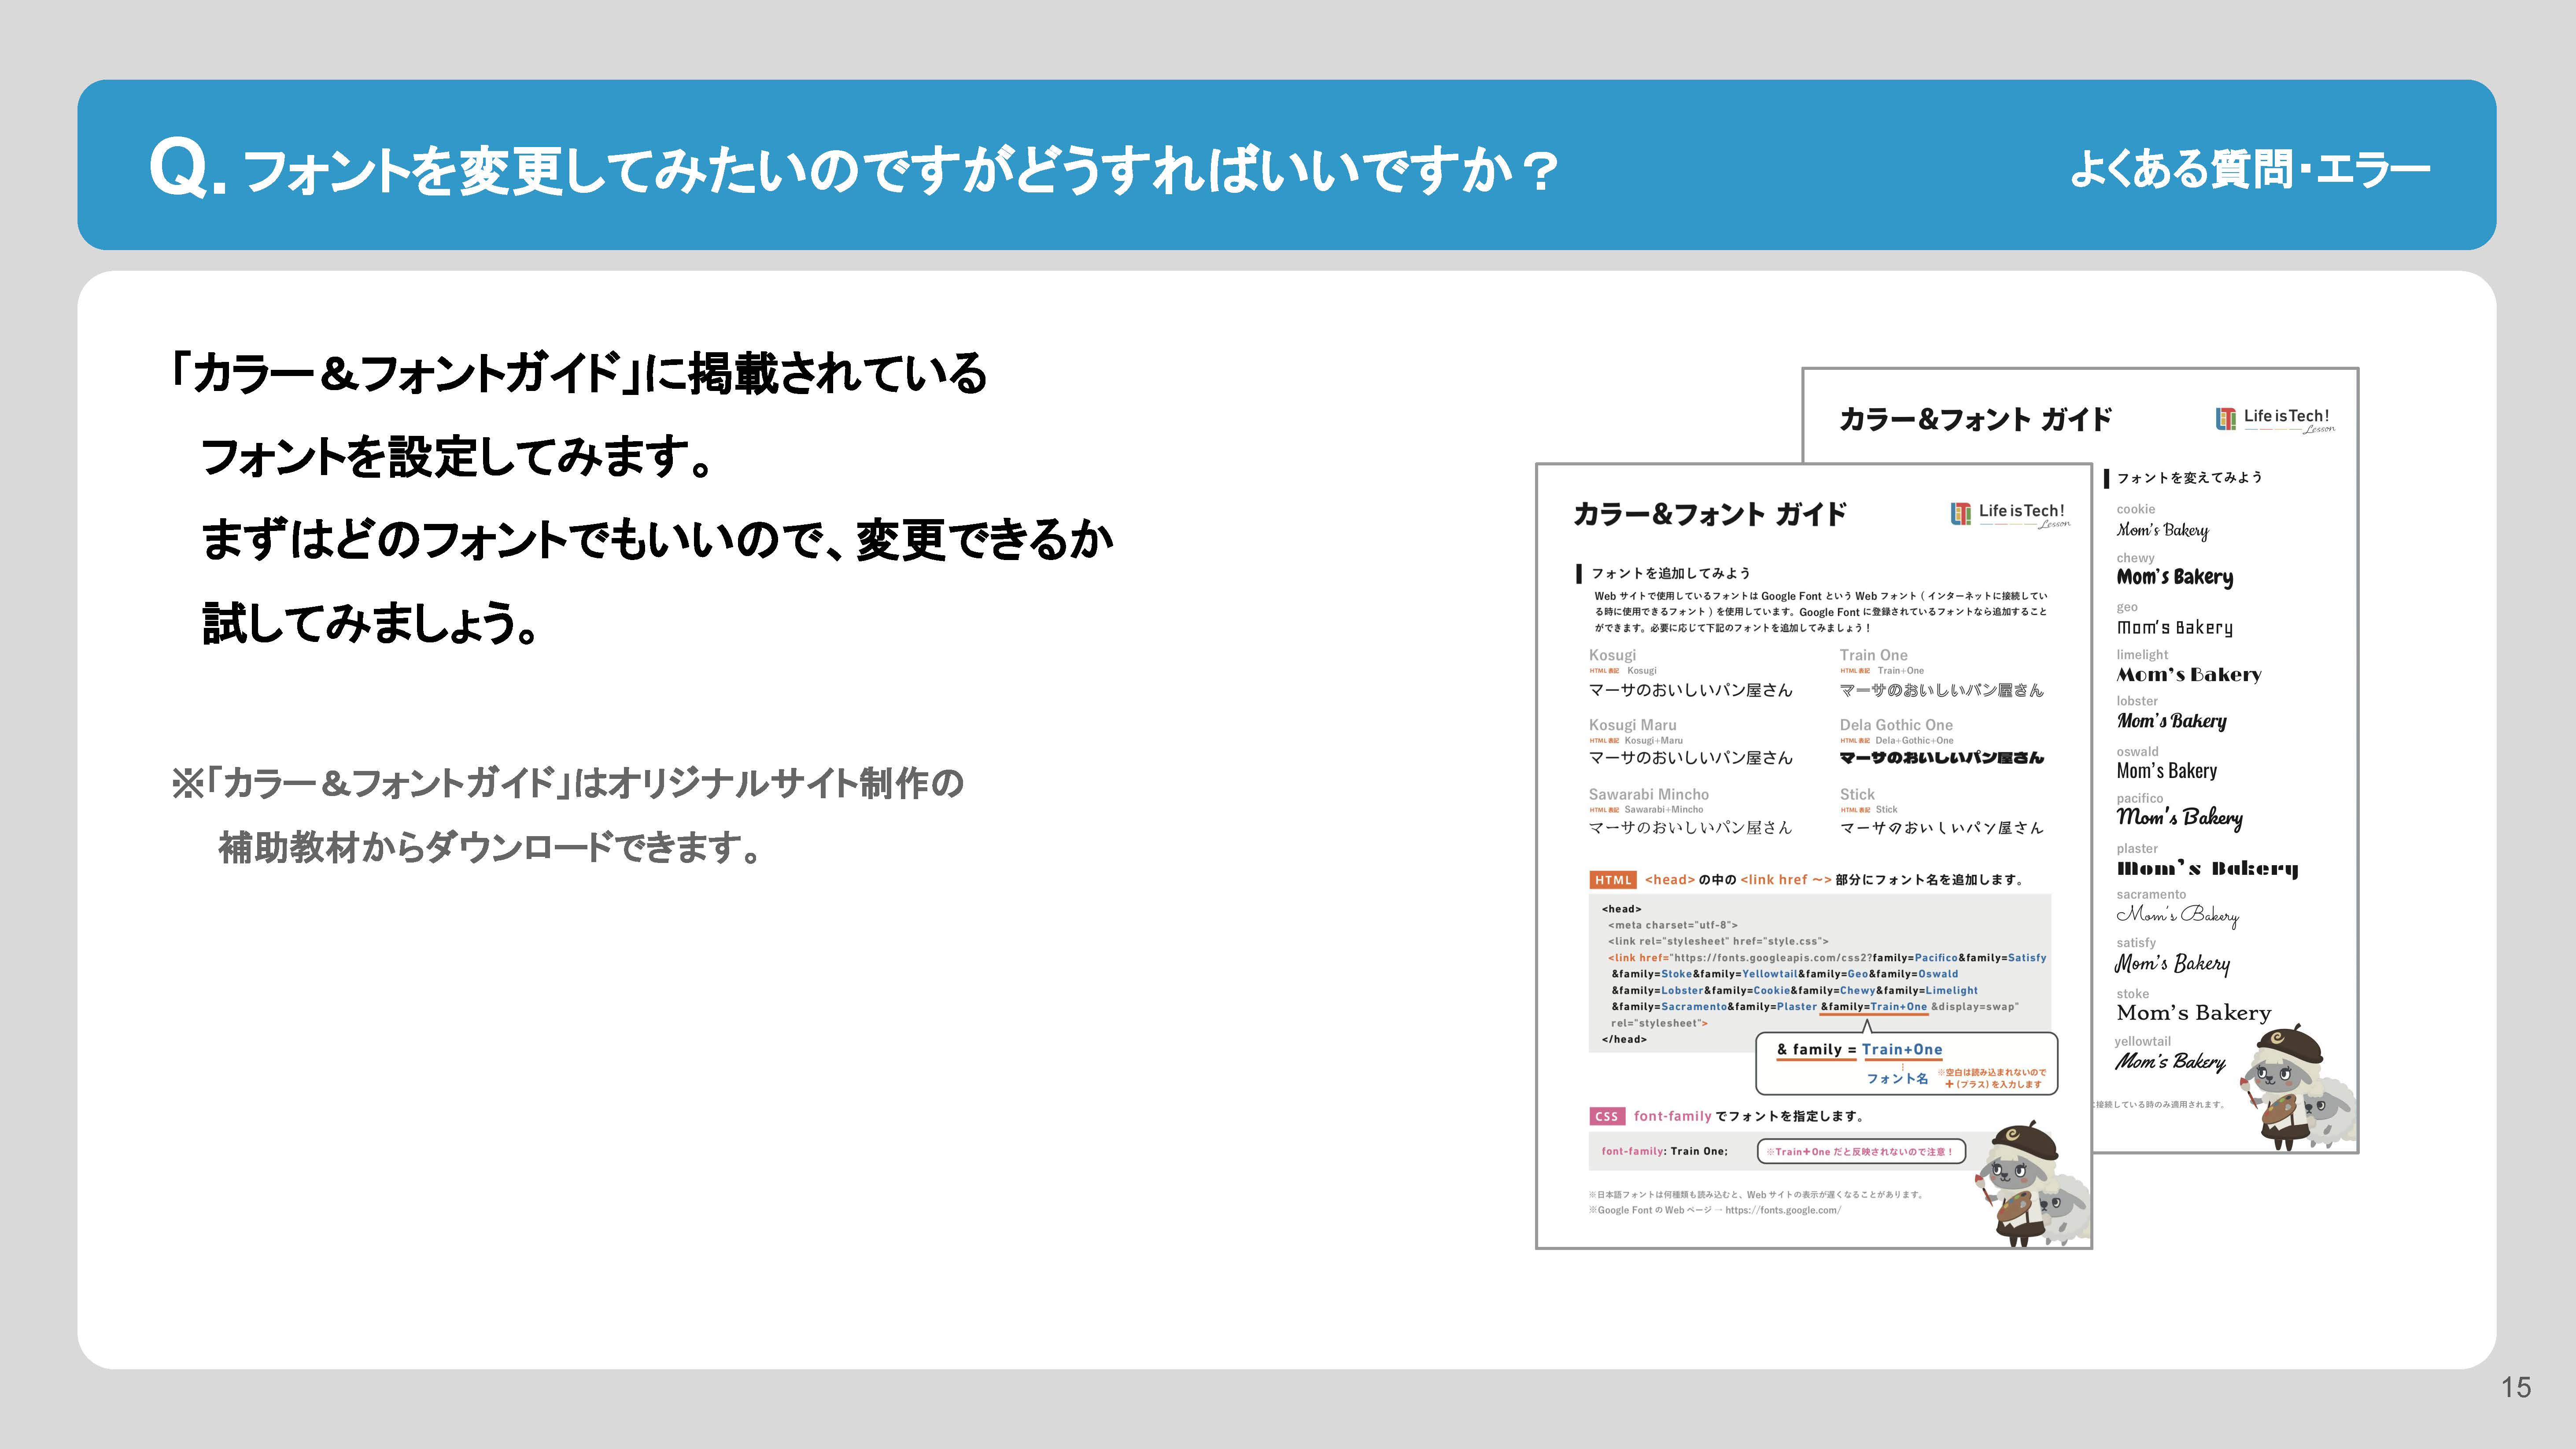 Q. フォントを変更してみたいのですがどうすればいいですか？
よくある質問・エラー
「カラー＆フォントガイド」に掲載されている
フォントを設定してみます。
まずはどのフォントでもいいので、変更できるか
試してみましょう。
※「カラー＆フォントガイド」はオリジナルサイト制作の
補助教材からダウンロードできます。
カラー&フォント ガイド
Life is Tech!
Lesson
フォントを追加してみよう
Web サイトで使用しているフォントは Google Font という Web フォント ( インターネットに接続してい
る時に使用できるフォント ) を使用しています。Google Font に登録されているフォントなら追加すること
ができます。必要に応じて下記のフォントを追加してみましょう！
Kosugi
HTML 表記 Kosugi
マーサのおいしいパン屋さん
Train One
HTML 表記 Train+One
マーサのおいしいパン屋さん
Kosugi Maru
HTML 表記 Kosugi+Maru
マーサのおいしいパン屋さん
Dela Gothic One
HTML 表記 Dela+Gothic+One
マーサのおいしいパン屋さん
Sawarabi Mincho
HTML 表記 Sawarabi+Mincho
マーサのおいしいパン屋さん
Stick
HTML 表記 Stick
マーサのおいしいパン屋さん
HTML <head> の中の <link href ～> 部分にフォント名を追加します。
<head>
<meta charset="utf-8">
<link rel="stylesheet" href="style.css">
<link href="https://fonts.googleapis.com/css2?family=Pacifico&family=Satisfy
&family=Stoke&family=Yellowtail&family=Geo&family=Oswald
&family=Lobster&family=Cookie&family=Chewy&family=Limelight
&family=Sacramento&family=Plaster &family=Train+One &display=swap"
rel="stylesheet">
</head>
& family = Train+One
フォント名
※空白は読み込まれないので
+ (プラス) を入力します
CSS font-family でフォントを指定します。
font-family: Train One;
※Train+One だと反映されないので注意！
※日本語フォントは何種類も読み込むと、Web サイトの表示が遅くなることがあります。
※Google Font の Web ページ → https://fonts.google.com/
カラー&フォント ガイド
Life is Tech!
Lesson
フォントを変えてみよう
cookie
Mom's Bakery
chewy
Mom's Bakery
geo
Mom's Bakery
limelight
Mom's Bakery
lobster
Mom's Bakery
oswald
Mom's Bakery
pacifico
Mom's Bakery
plaster
Mom's Bakery
sacramento
Mom's Bakery
satisfy
Mom's Bakery
stoke
Mom's Bakery
yellowtail
Mom's Bakery
接続している時のみ適用されます。
15